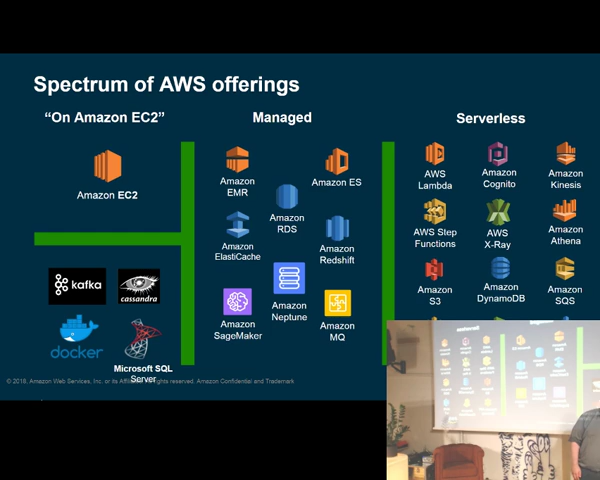 Spectrum of AWS offerings
“On Amazon EC2”
Managed
Serverless
Amazon EC2
kafka
cassandra
docker
Microsoft SQL
Server
Amazon
EMR
Amazon ES
Amazon
RDS
Amazon
ElastiCache
Amazon
Redshift
Amazon
SageMaker
Amazon
Neptune
Amazon
MQ
AWS
Lambda
Amazon
Cognito
Amazon
Kinesis
AWS Step
Functions
AWS
X-Ray
Amazon
Athena
Amazon
S3
Amazon
DynamoDB
Amazon
SQS
© 2018, Amazon Web Services, Inc. or its Affiliates. All rights reserved. Amazon Confidential and Trademark